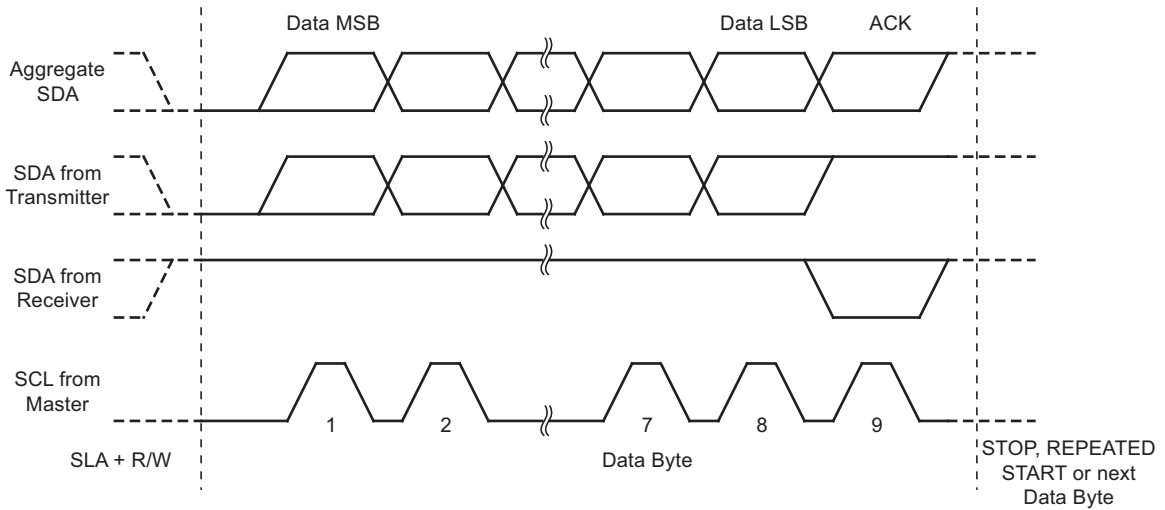 Data MSB
Data LSB
ACK
Aggregate
SDA
SDA from
Transmitter
SDA from
Receiver
SCL from
Master
1
2
7
8
9
SLA + R/W
Data Byte
STOP, REPEATED
START or next
Data Byte